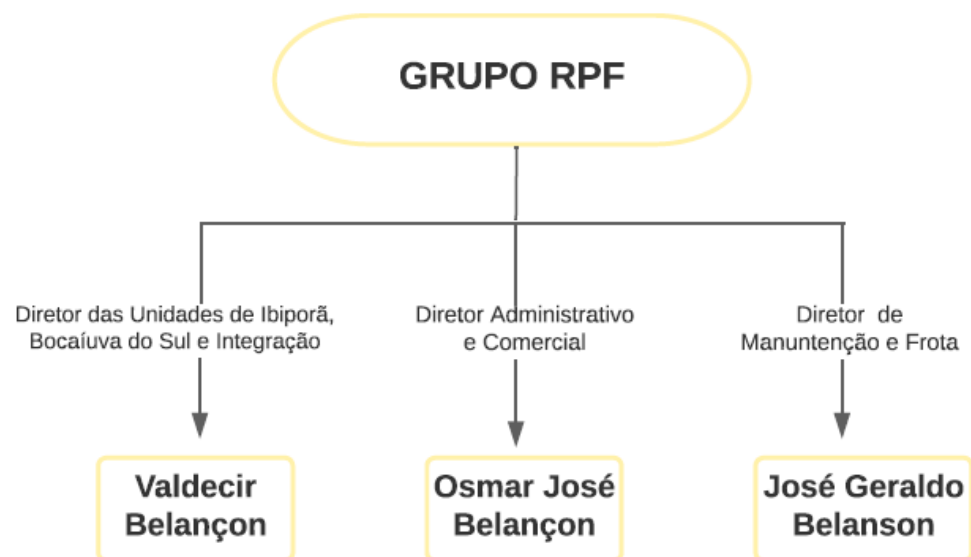 GRUPO RPF
Diretor das Unidades de Ibiporã,
Bocaíuva do Sul e Integração
Diretor Administrativo
e Comercial
Diretor de
Manuntenção e Frota
Valdecir
Belançon
Osmar José
Belançon
José Geraldo
Belanson